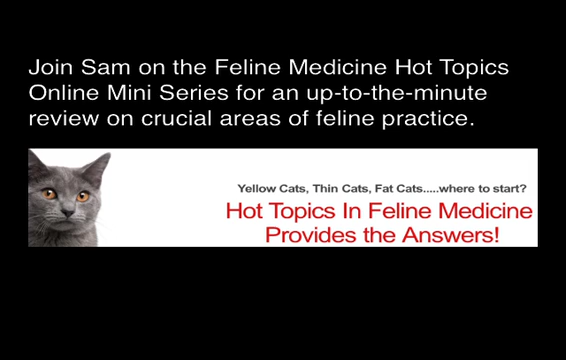 Join Sam on the Feline Medicine Hot Topics
Online Mini Series for an up-to-the-minute
review on crucial areas of feline practice.
Yellow Cats, Thin Cats, Fat Cats.....where to start?
Hot Topics In Feline Medicine
Provides the Answers!